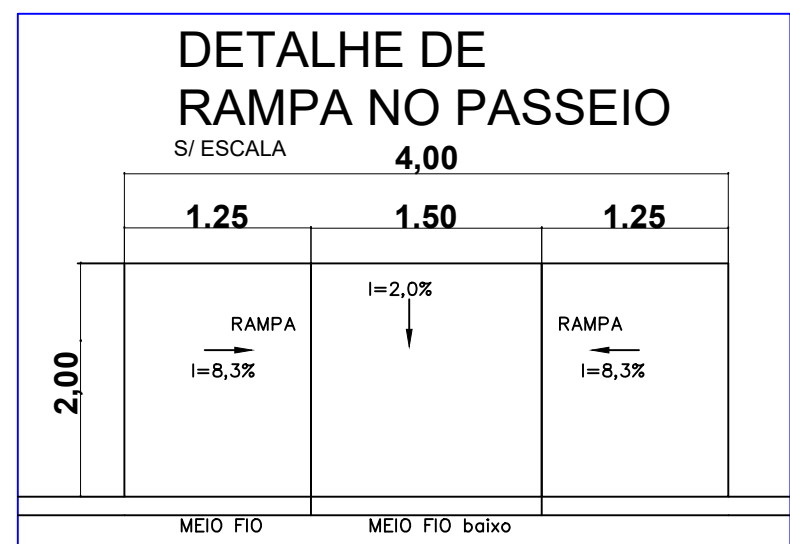 DETALHE DE
RAMPA NO PASSEIO
S/ ESCALA
4,00
1.25 1.50 1.25
I=2,0%
RAMPA RAMPA
I=8,3% I=8,3%
2,00
MEIO FIO MEIO FIO baixo